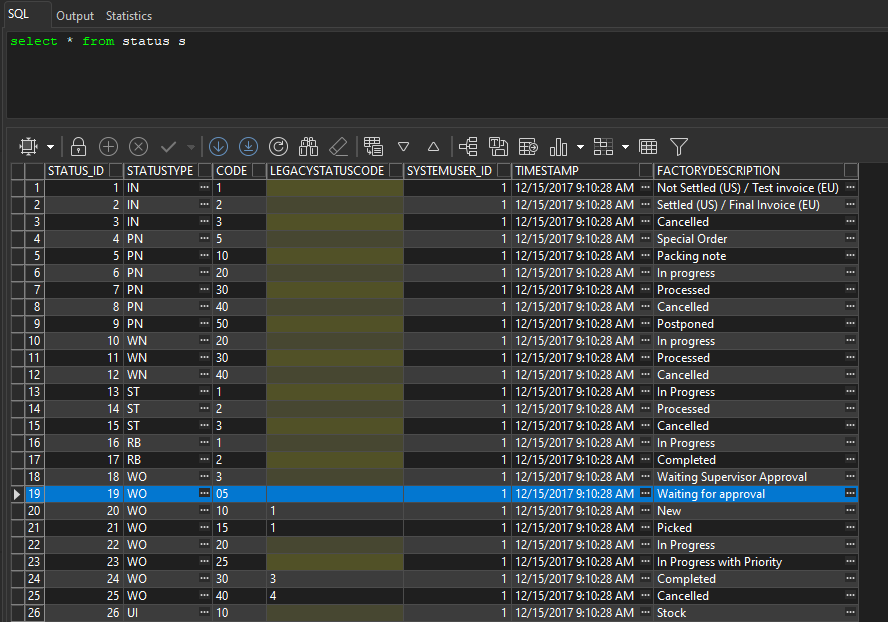 SQL Output Statistics
select * from status s
STATUS_ID STATUSTYPE CODE LEGACYSTATUSCODE SYSTEMUSER_ID TIMESTAMP FACTORYDESCRIPTION
1 1 IN ... 1 1 12/15/2017 9:10:28 AM ... Not Settled (US) / Test invoice (EU) ...
2 2 IN ... 2 1 12/15/2017 9:10:28 AM ... Settled (US) / Final Invoice (EU) ...
3 3 IN ... 3 1 12/15/2017 9:10:28 AM ... Cancelled ...
4 4 PN ... 5 1 12/15/2017 9:10:28 AM ... Special Order ...
5 5 PN ... 10 1 12/15/2017 9:10:28 AM ... Packing note ...
6 6 PN ... 20 1 12/15/2017 9:10:28 AM ... In progress ...
7 7 PN ... 30 1 12/15/2017 9:10:28 AM ... Processed ...
8 8 PN ... 40 1 12/15/2017 9:10:28 AM ... Cancelled ...
9 9 PN ... 50 1 12/15/2017 9:10:28 AM ... Postponed ...
10 10 WN ... 20 1 12/15/2017 9:10:28 AM ... In progress ...
11 11 WN ... 30 1 12/15/2017 9:10:28 AM ... Processed ...
12 12 WN ... 40 1 12/15/2017 9:10:28 AM ... Cancelled ...
13 13 ST ... 1 1 12/15/2017 9:10:28 AM ... In Progress ...
14 14 ST ... 2 1 12/15/2017 9:10:28 AM ... Processed ...
15 15 ST ... 3 1 12/15/2017 9:10:28 AM ... Cancelled ...
16 16 RB ... 1 1 12/15/2017 9:10:28 AM ... In Progress ...
17 17 RB ... 2 1 12/15/2017 9:10:28 AM ... Completed ...
18 18 WO ... 3 1 12/15/2017 9:10:28 AM ... Waiting Supervisor Approval ...
19 19 WO ... 05 1 12/15/2017 9:10:28 AM ... Waiting for approval ...
20 20 WO ... 10 1 1 12/15/2017 9:10:28 AM ... New ...
21 21 WO ... 15 1 1 12/15/2017 9:10:28 AM ... Picked ...
22 22 WO ... 20 1 12/15/2017 9:10:28 AM ... In Progress ...
23 23 WO ... 25 1 12/15/2017 9:10:28 AM ... In Progress with Priority ...
24 24 WO ... 30 3 1 12/15/2017 9:10:28 AM ... Completed ...
25 25 WO ... 40 4 1 12/15/2017 9:10:28 AM ... Cancelled ...
26 26 UI ... 10 1 12/15/2017 9:10:28 AM ... Stock ...